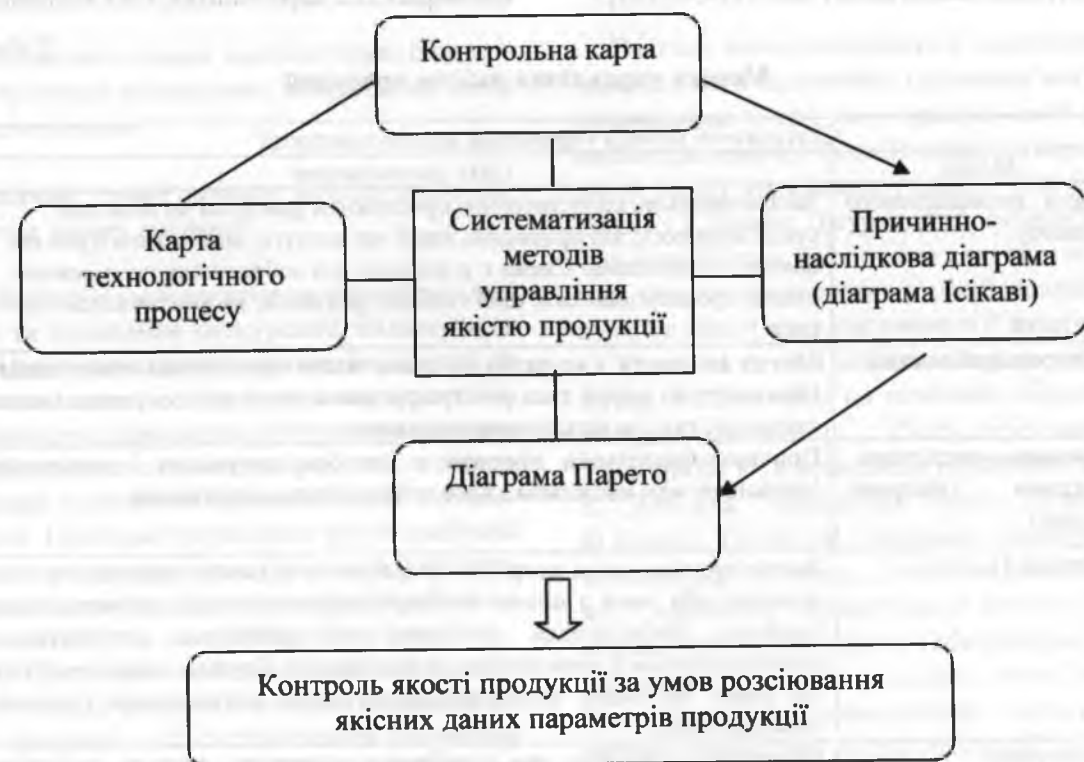 Контрольна карта
Карта
технологічного
процесу
Систематизація
методів
управління
якістю продукції
Причинно-
наслідкова діаграма
(діаграма Ісікаві)
Діаграма Парето
Контроль якості продукції за умов розсіювання
якісних даних параметрів продукції